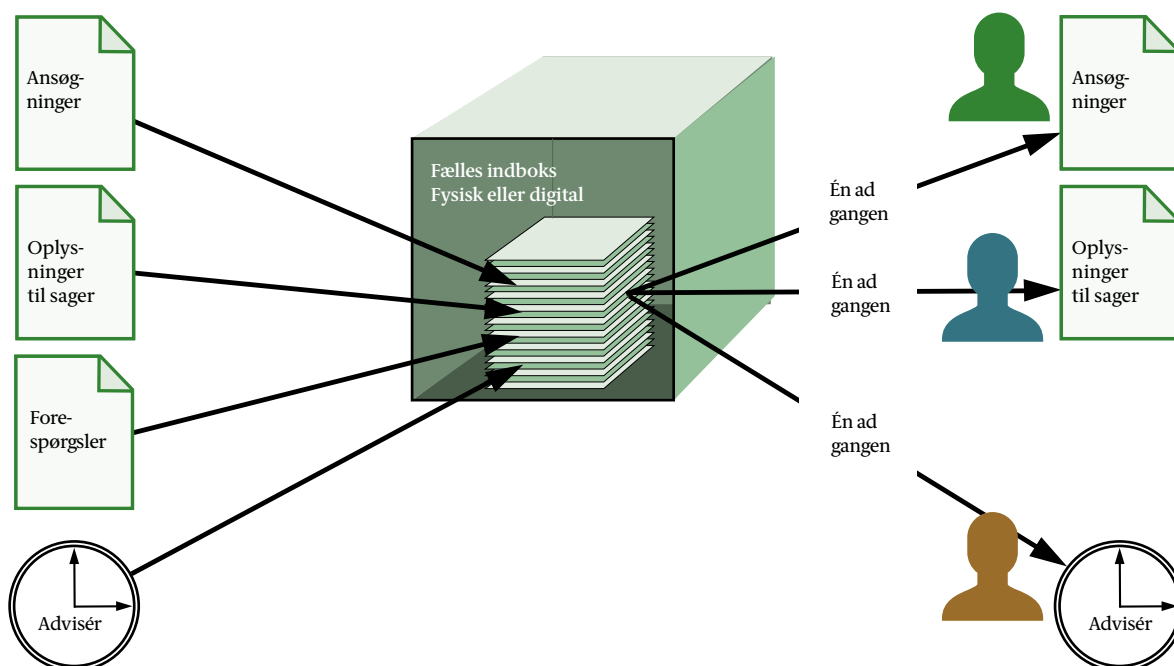 Ansøg-
ninger
Oplys-
ninger
til sager
Fore-
spørgsler
Advisér
Fælles indboks
Fysisk eller digital
Én ad
gangen
Én ad
gangen
Én ad
gangen
Ansøg-
ninger
Oplys-
ninger
til sager
Advisér